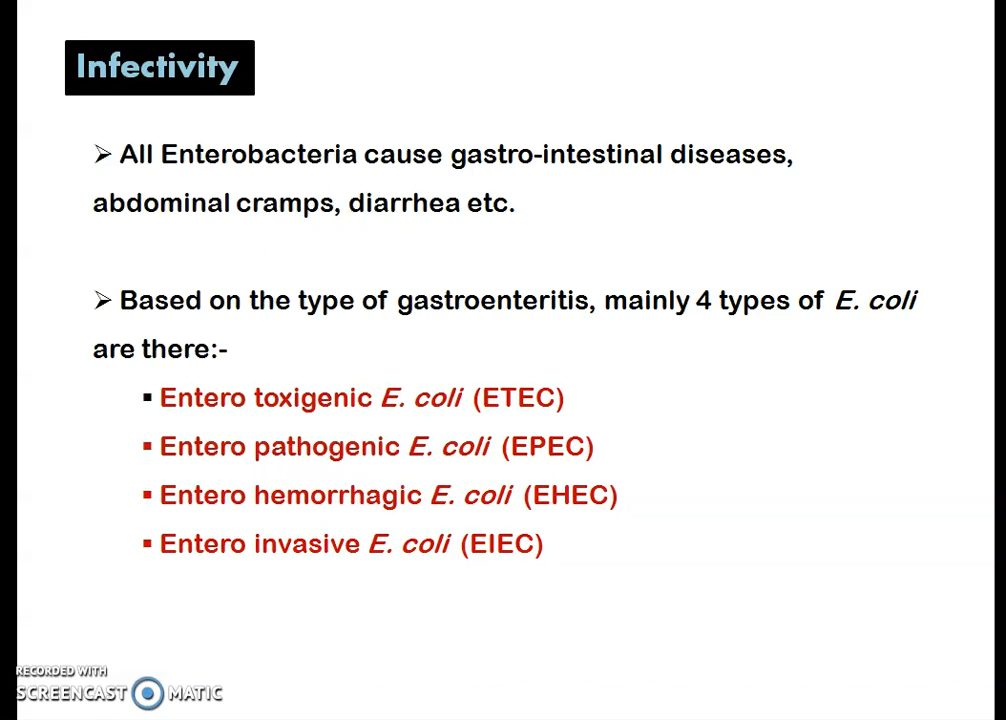 Infectivity
➢ All Enterobacteria cause gastro-intestinal diseases,
abdominal cramps, diarrhea etc.
➢ Based on the type of gastroenteritis, mainly 4 types of E. coli
are there:-
▪ Entero toxigenic E. coli (ETEC)
▪ Entero pathogenic E. coli (EPEC)
▪ Entero hemorrhagic E. coli (EHEC)
▪ Entero invasive E. coli (EIEC)
RECORDED WITH
SCREENCAST MATIC